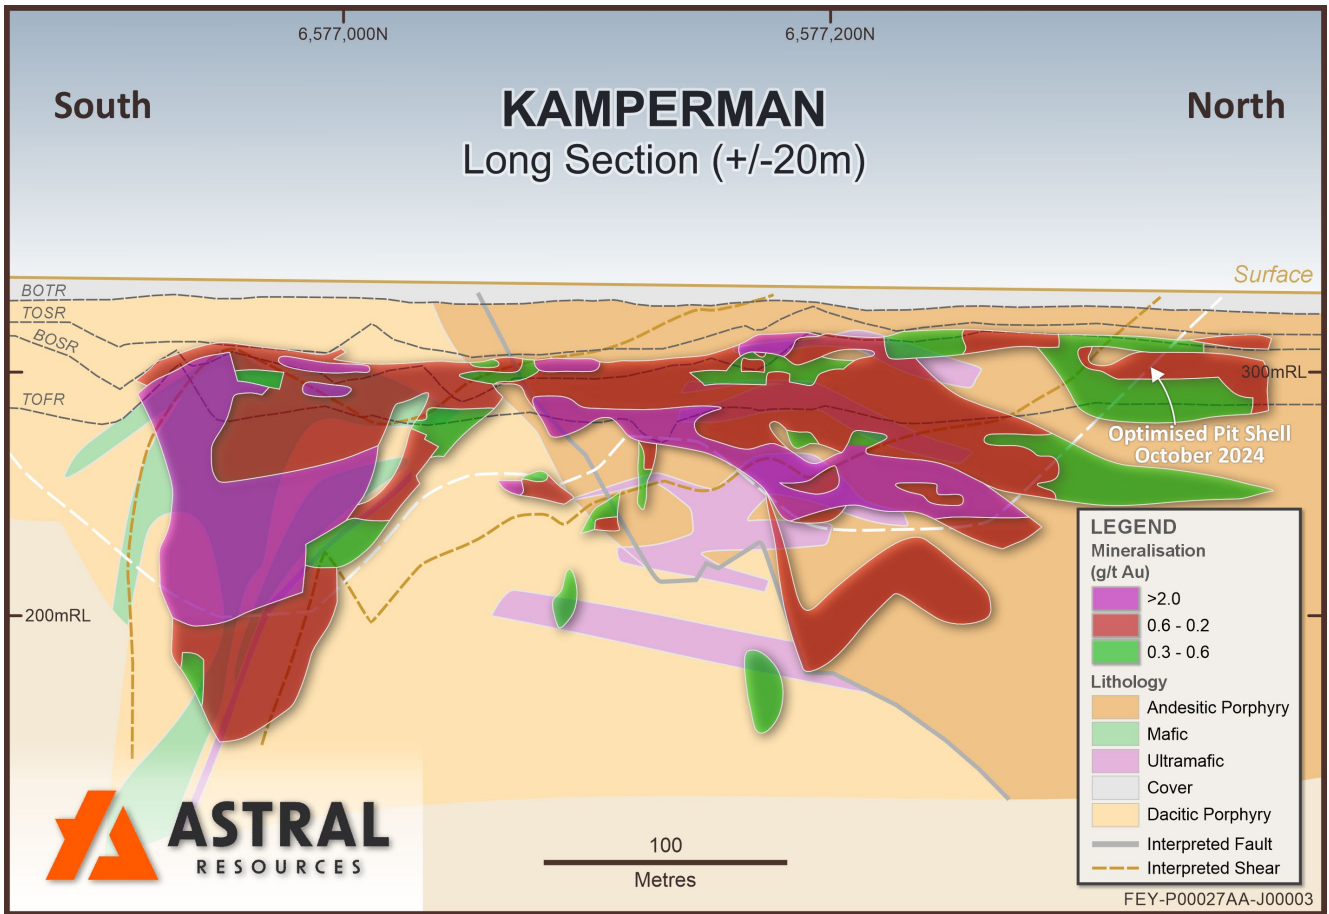 6,577,000N
6,577,200N
South
North
KAMPERMAN
Long Section (+/-20m)
Surface
BOTR
TOSR
BOSR
300mRL
TOFR
Optimised Pit Shell
October 2024
200mRL
LEGEND
Mineralisation
(g/t Au)
>2.0
0.6 - 0.2
0.3 - 0.6
Lithology
Andesitic Porphyry
Mafic
Ultramafic
Cover
Dacitic Porphyry
Interpreted Fault
Interpreted Shear
ASTRAL
RESOURCES
100
Metres
FEY-P00027AA-J00003